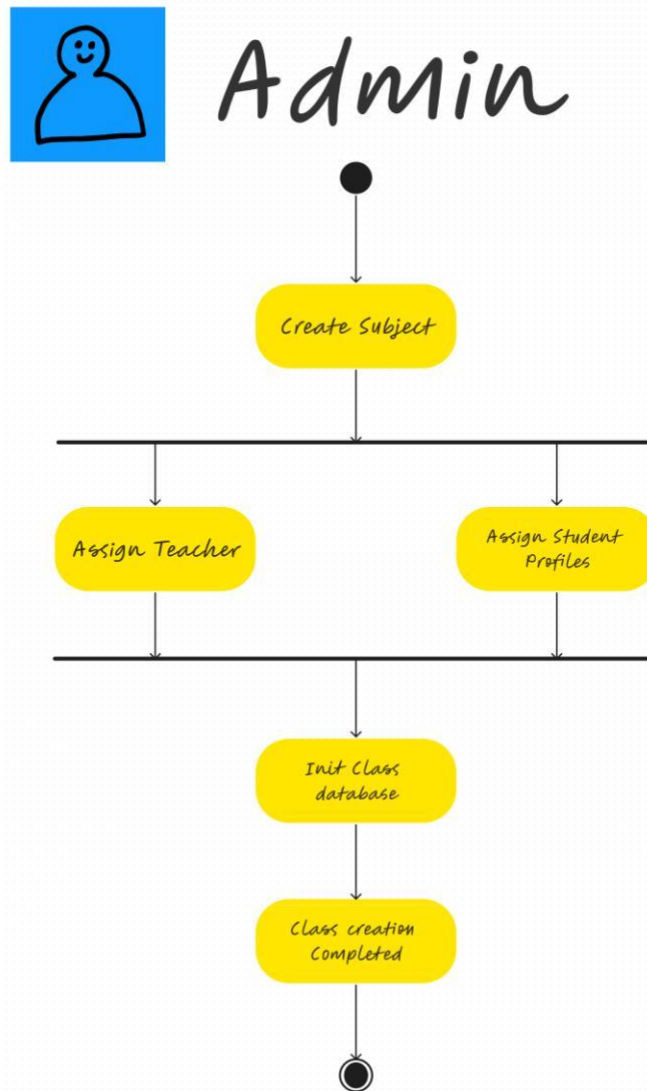 Admin
Create Subject
Assign Teacher
Assign Student
Profiles
Init Class
database
Class creation
Completed